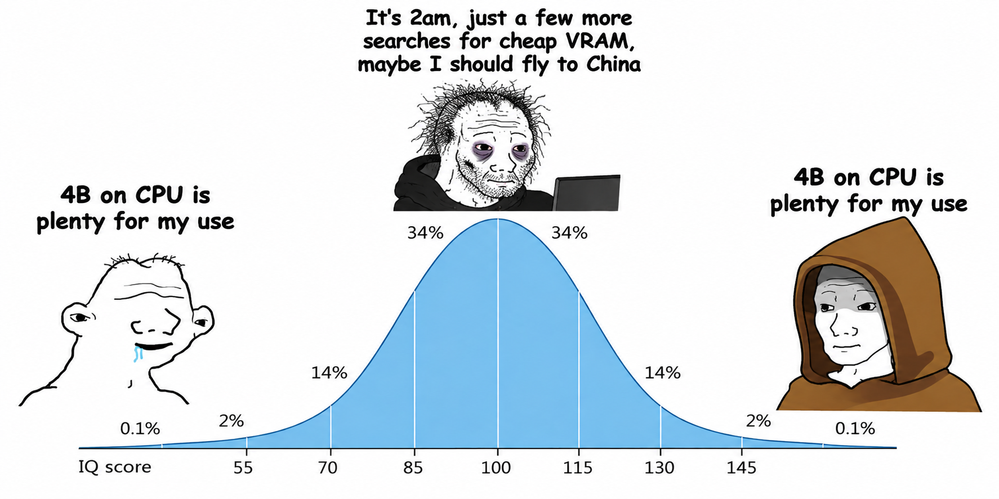 It's 2am, just a few more
searches for cheap VRAM,
maybe I should fly to China
4B on CPU is
plenty for my use
4B on CPU is
plenty for my use
34%
34%
14%
14%
0.1%
2%
2%
0.1%
IQ score
55
70
85
100
115
130
145